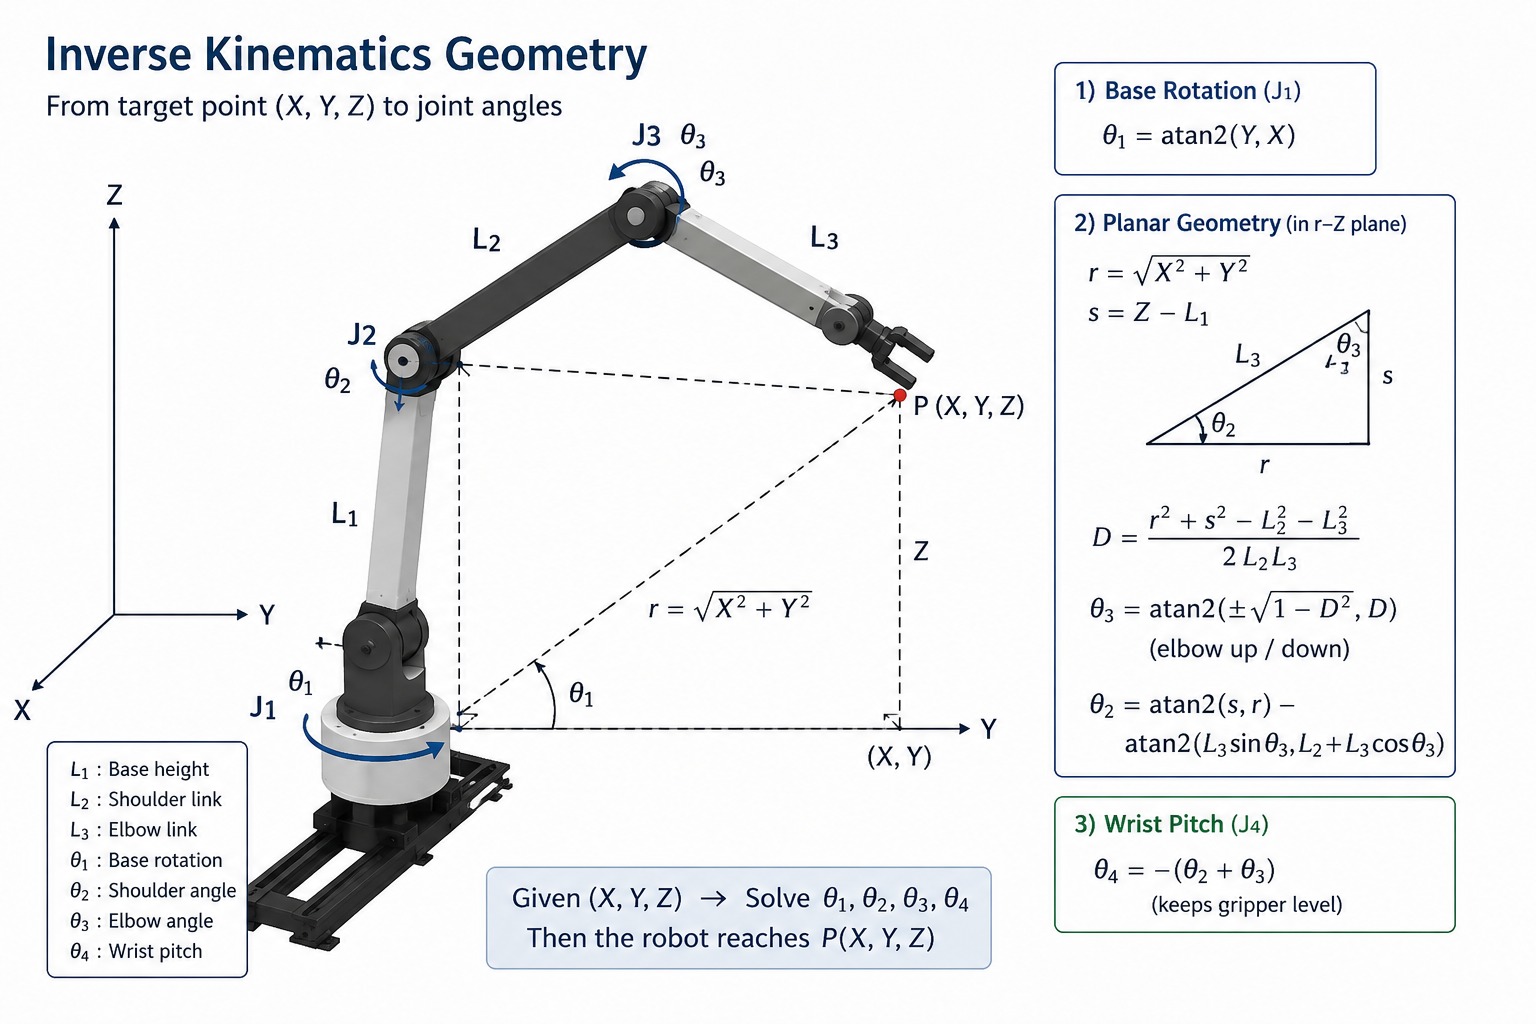 Inverse Kinematics Geometry
From target point (X, Y, Z) to joint angles
Z
Y
X
J3 θ₃
θ₃
L₂
L₃
J2
θ₂
L₁
θ₁
J₁
P (X, Y, Z)
Z
r = √(X² + Y²)
θ₁
Y
(X, Y)
L₁ : Base height
L₂ : Shoulder link
L₃ : Elbow link
θ₁ : Base rotation
θ₂ : Shoulder angle
θ₃ : Elbow angle
θ₄ : Wrist pitch
Given (X, Y, Z) → Solve θ₁, θ₂, θ₃, θ₄
Then the robot reaches P(X, Y, Z)
1) Base Rotation (J₁)
θ₁ = atan2(Y, X)
2) Planar Geometry (in r–Z plane)
r = √(X² + Y²)
s = Z − L₁
L₃
θ₃
s
θ₂
r
D = (r² + s² − L₂² − L₃²) / (2 L₂ L₃)
θ₃ = atan2(±√(1 − D²), D)
(elbow up / down)
θ₂ = atan2(s, r) −
atan2(L₃ sin θ₃, L₂ + L₃ cos θ₃)
3) Wrist Pitch (J₄)
θ₄ = −(θ₂ + θ₃)
(keeps gripper level)